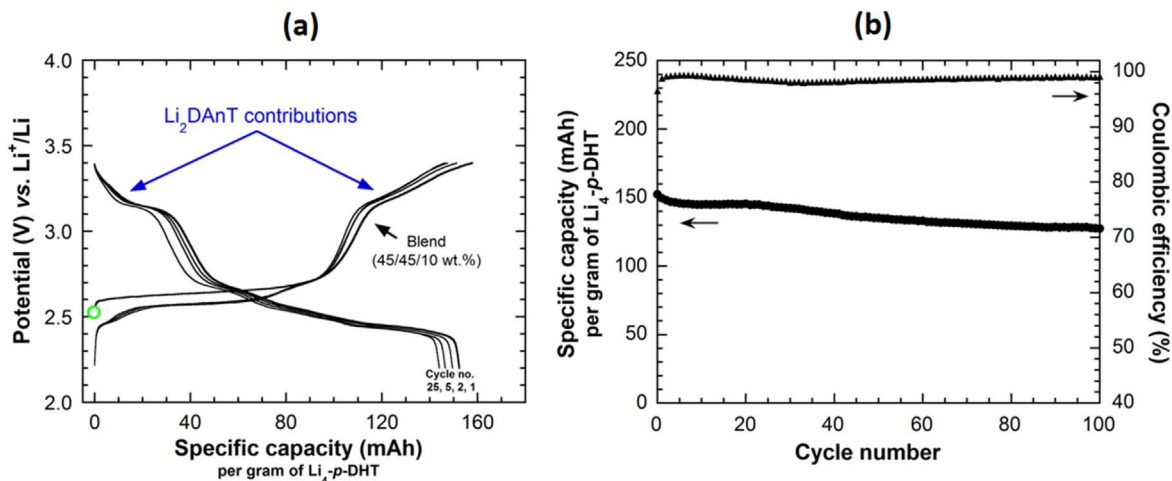 (a)
4.0
3.5
3.0
2.5
2.0
Potential (V) vs. Li⁺/Li
Li₂DAnT contributions
Blend
(45/45/10 wt.%)
Cycle no.
25, 5, 2, 1
0 40 80 120 160
Specific capacity (mAh)
per gram of Li₄-p-DHT
(b)
250
200
150
100
50
0
Specific capacity (mAh)
per gram of Li₄-p-DHT
100
90
80
70
60
50
40
Coulombic efficiency (%)
0 20 40 60 80 100
Cycle number